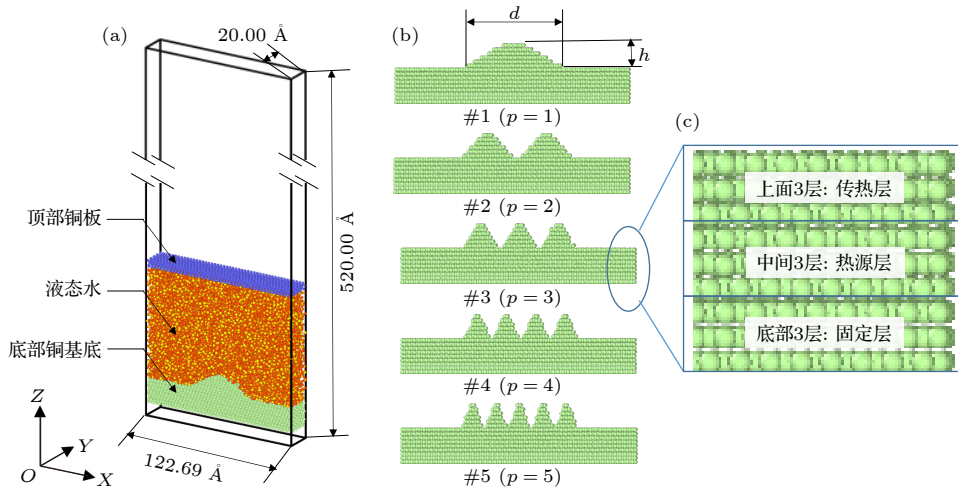 (a)
20.00 Å
520.00 Å
顶部铜板
液态水
底部铜基底
122.69 Å
Z
Y
X
O
(b)
d
h
#1 (p = 1)
#2 (p = 2)
#3 (p = 3)
#4 (p = 4)
#5 (p = 5)
(c)
上面3层: 传热层
中间3层: 热源层
底部3层: 固定层